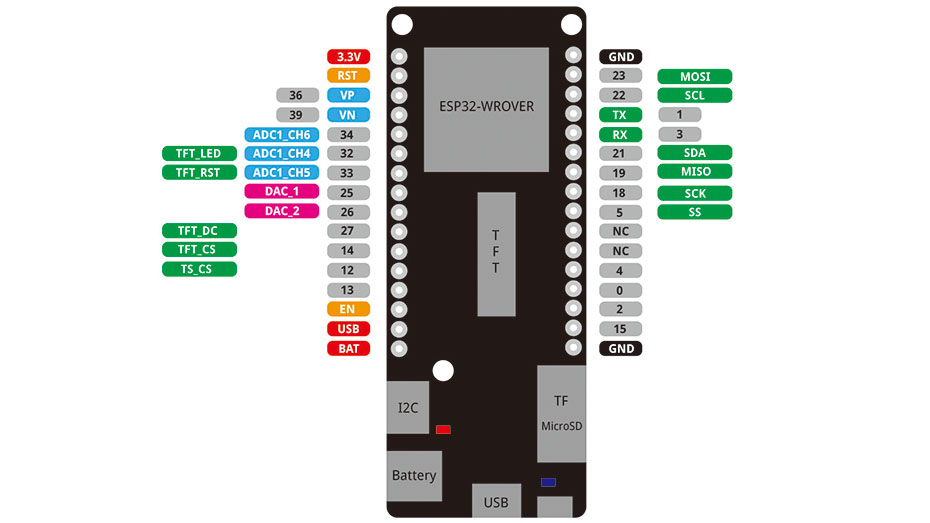 3.3V GND
RST 23 MOSI
36 VP 22 SCL
39 VN TX 1
ADC1_CH6 34 RX 3
TFT_LED ADC1_CH4 32 21 SDA
TFT_RST ADC1_CH5 33 19 MISO
DAC_1 25 18 SCK
DAC_2 26 5 SS
TFT_DC 27 NC
TFT_CS 14 NC
TS_CS 12 4
13 0
EN 2
USB 15
BAT GND
ESP32-WROVER
T
F
T
I2C
TF
MicroSD
Battery
USB